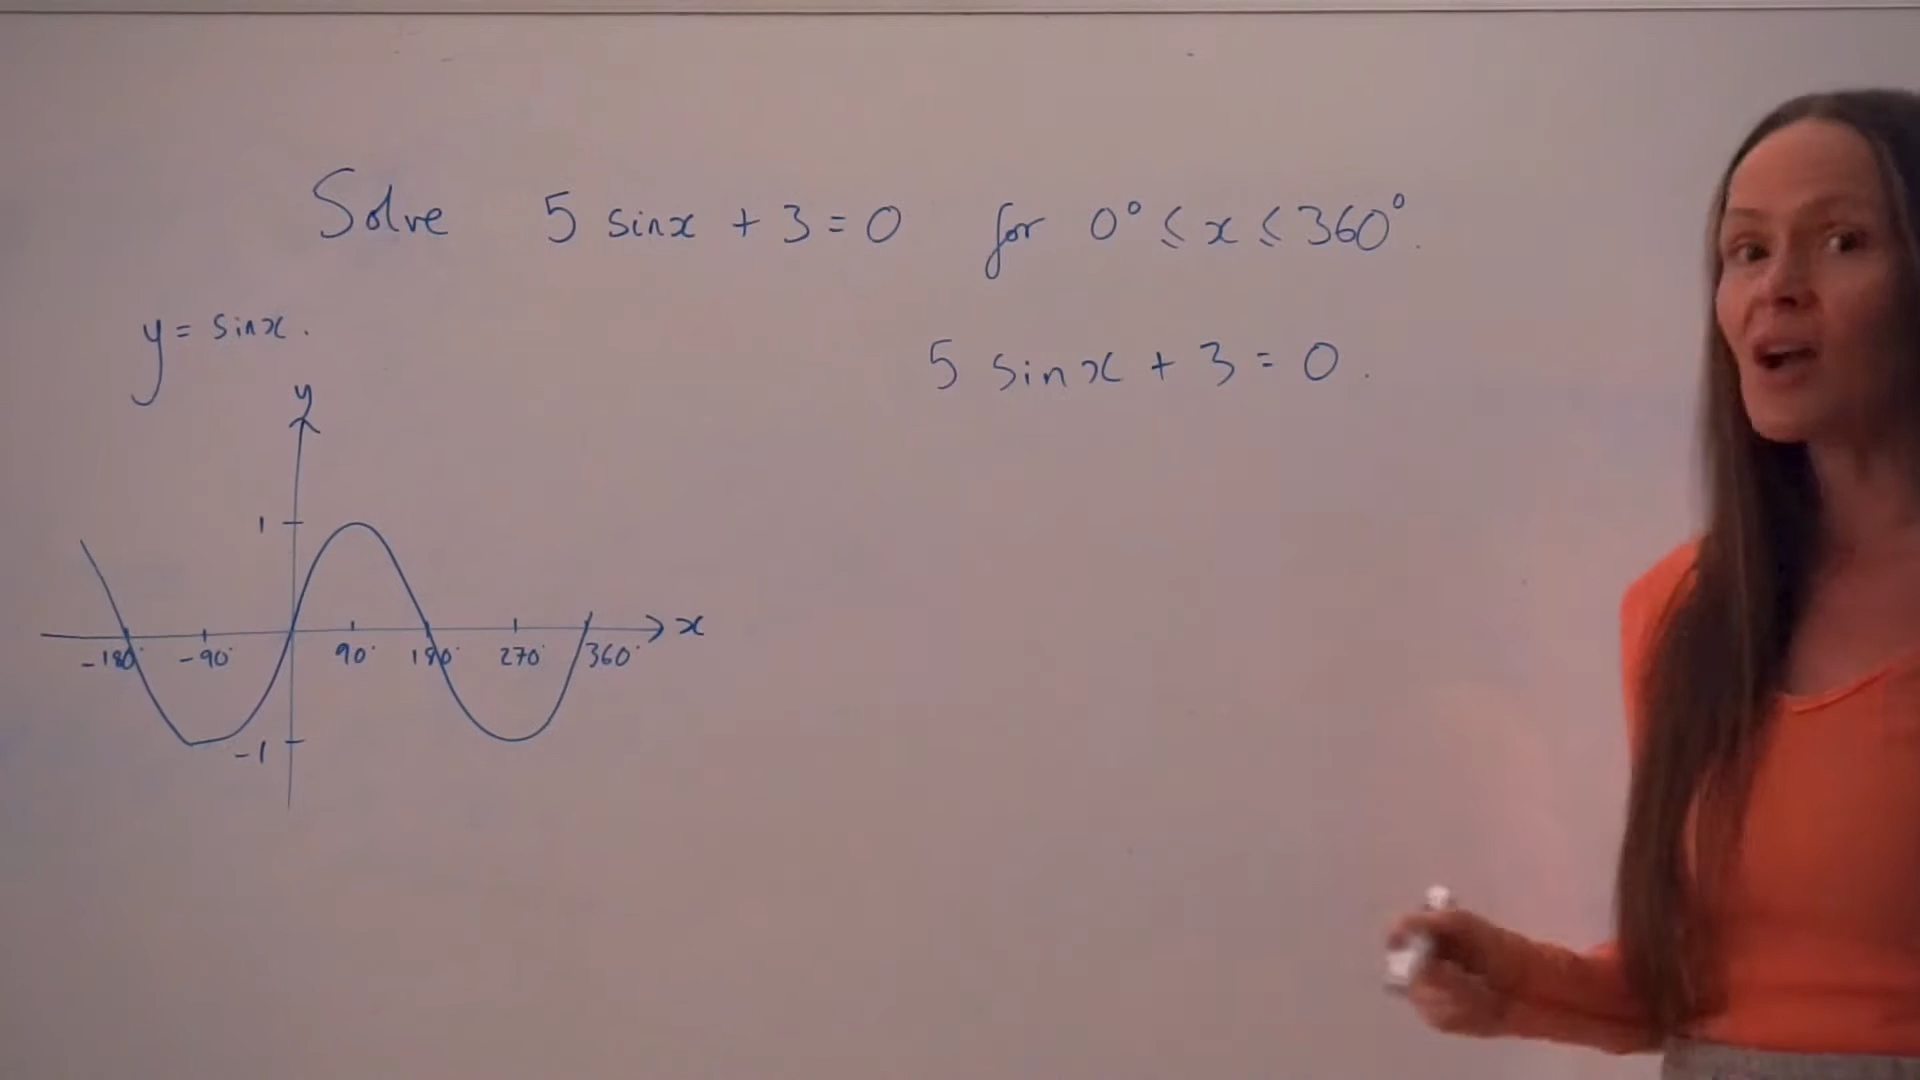 Solve 5 sinx + 3 = 0 for 0° ≤ x ≤ 360°.
y = sinx.
5 sinx + 3 = 0.
y
1
x
-180° -90° 90° 180° 270° 360°
-1